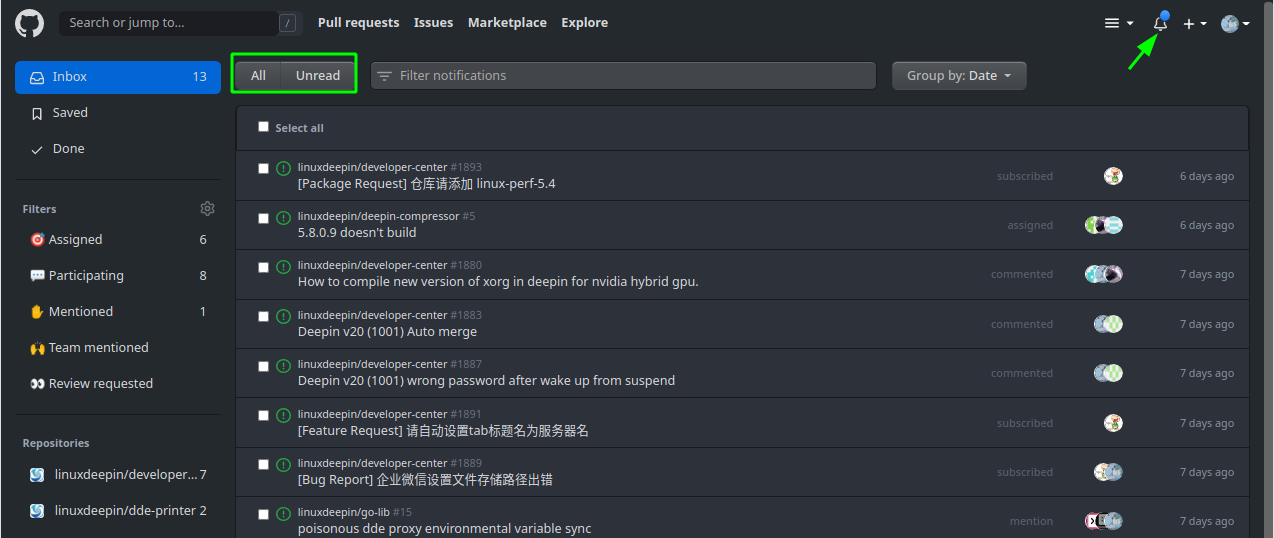 Search or jump to... / Pull requests Issues Marketplace Explore
All Unread Filter notifications Group by: Date
Inbox 13
Saved
Done
Filters
Assigned 6
Participating 8
Mentioned 1
Team mentioned
Review requested
Repositories
linuxdeepin/developer... 7
linuxdeepin/dde-printer 2
Select all
linuxdeepin/developer-center #1893
[Package Request] 仓库请添加 linux-perf-5.4
subscribed 6 days ago
linuxdeepin/deepin-compressor #5
5.8.0.9 doesn't build
assigned 6 days ago
linuxdeepin/developer-center #1880
How to compile new version of xorg in deepin for nvidia hybrid gpu.
commented 7 days ago
linuxdeepin/developer-center #1883
Deepin v20 (1001) Auto merge
commented 7 days ago
linuxdeepin/developer-center #1887
Deepin v20 (1001) wrong password after wake up from suspend
commented 7 days ago
linuxdeepin/developer-center #1891
[Feature Request] 请自动设置tab标题名为服务器名
subscribed 7 days ago
linuxdeepin/developer-center #1889
[Bug Report] 企业微信设置文件存储路径出错
subscribed 7 days ago
linuxdeepin/go-lib #15
poisonous dde proxy environmental variable sync
mention 7 days ago